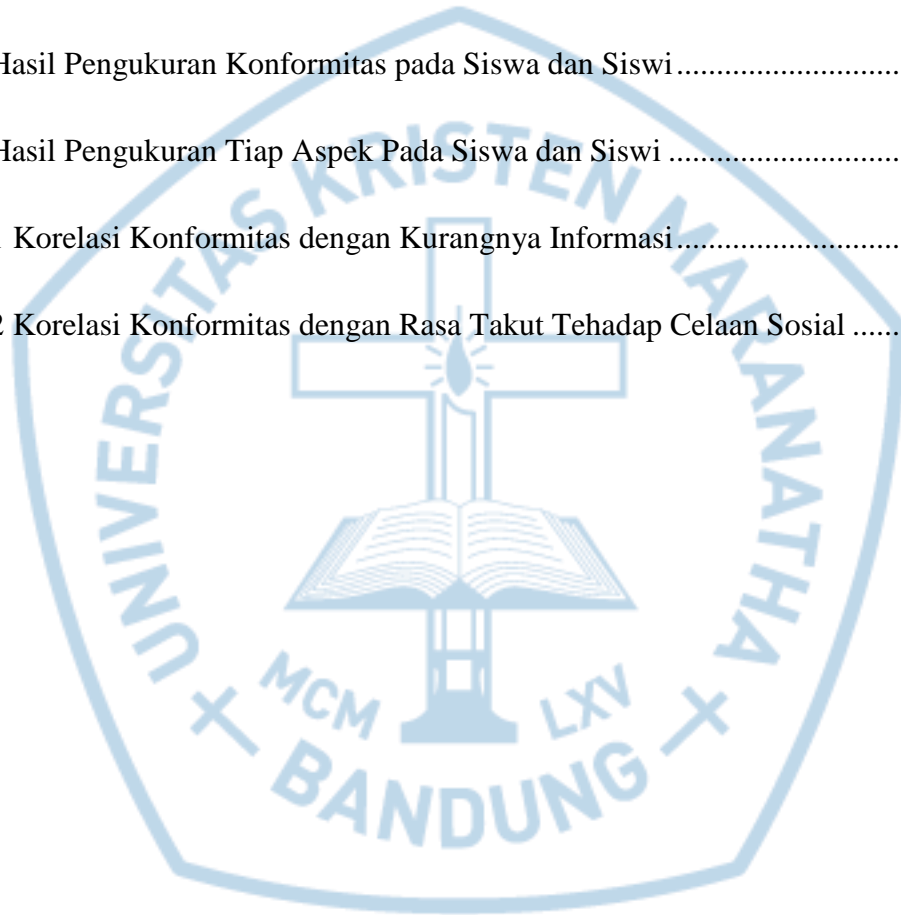 Hasil Pengukuran Konformitas pada Siswa dan Siswi............................
Hasil Pengukuran Tiap Aspek Pada Siswa dan Siswi .............................
Korelasi Konformitas dengan Kurangnya Informasi............................
2 Korelasi Konformitas dengan Rasa Takut Tehadap Celaan Sosial ......
UNIVERSITAS KRISTEN MARANATHA
MCM LXV
BANDUNG